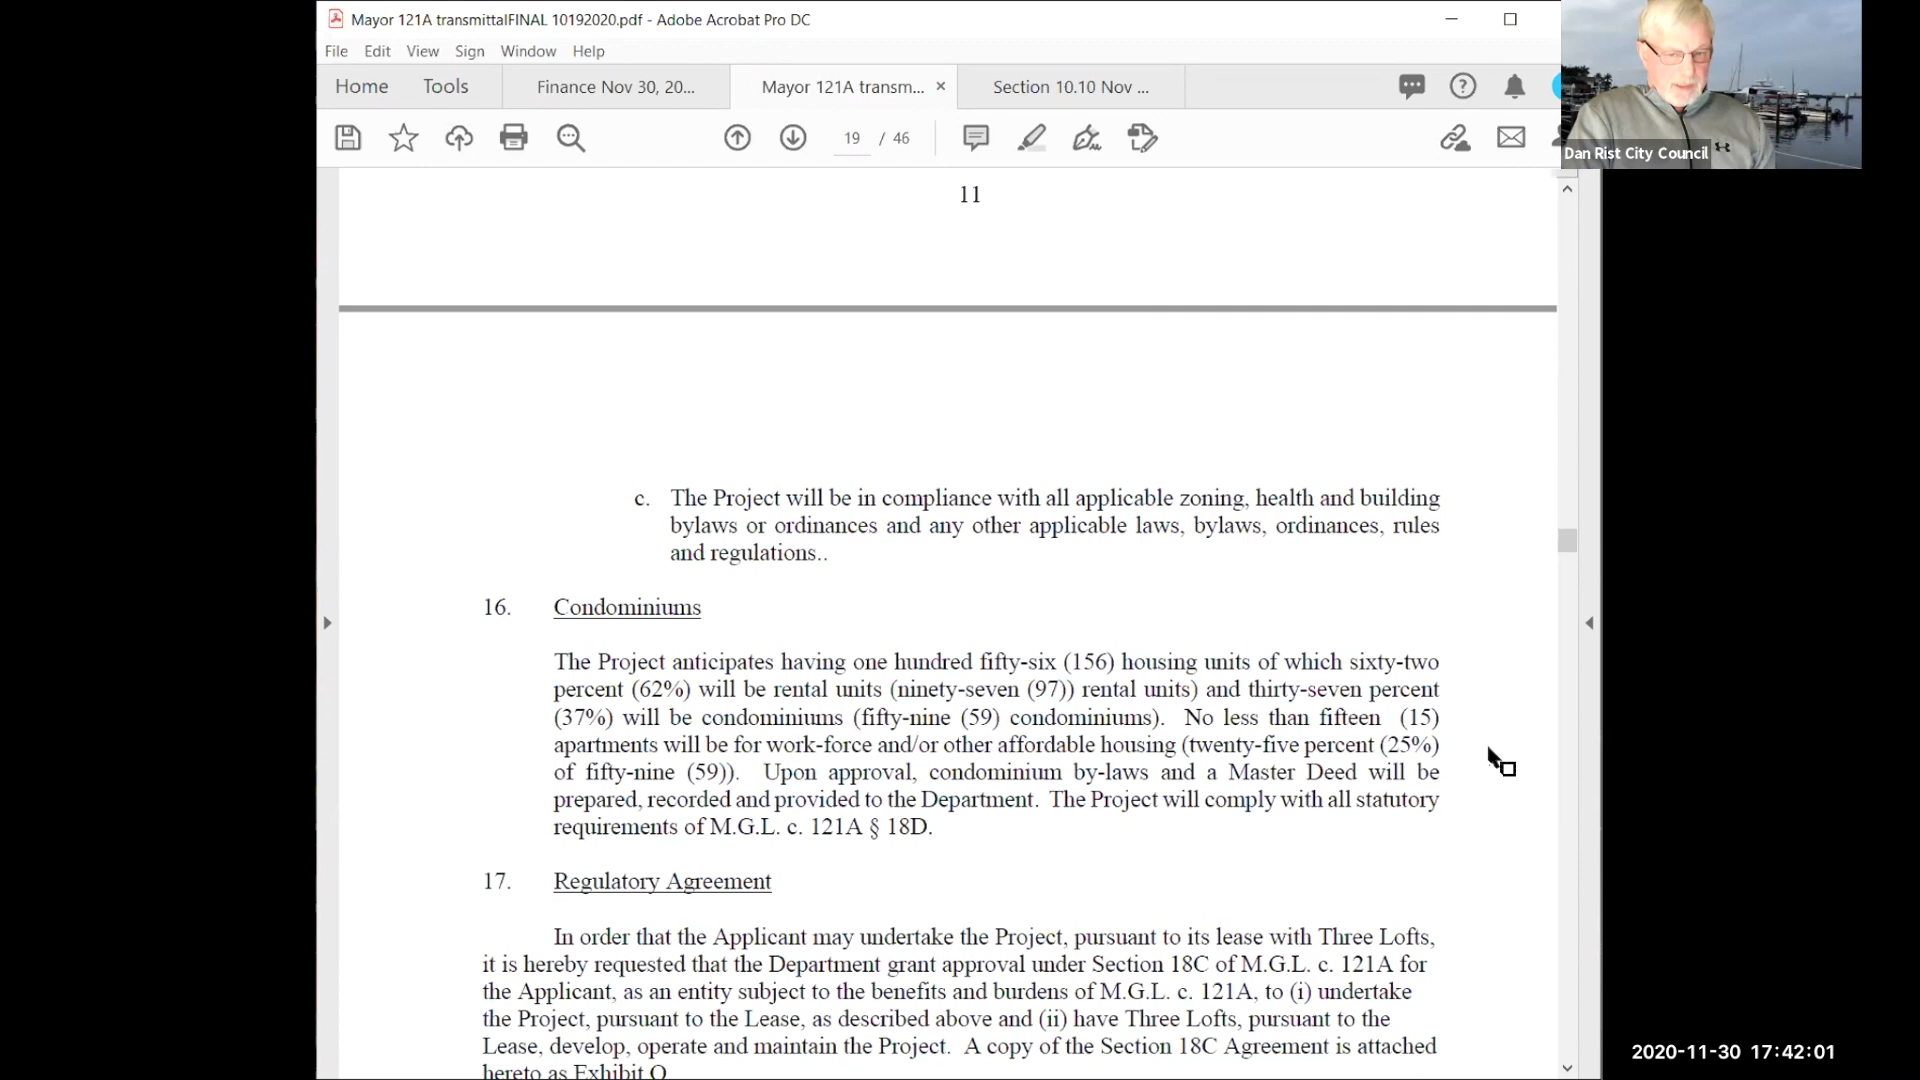 Mayor 121A transmittalFINAL 10192020.pdf - Adobe Acrobat Pro DC
File Edit View Sign Window Help
Home Tools Finance Nov 30, 20... Mayor 121A transm... × Section 10.10 Nov ...
19 / 46
Dan Rist City Council
11
c. The Project will be in compliance with all applicable zoning, health and building
bylaws or ordinances and any other applicable laws, bylaws, ordinances, rules
and regulations..
16. Condominiums
The Project anticipates having one hundred fifty-six (156) housing units of which sixty-two
percent (62%) will be rental units (ninety-seven (97)) rental units) and thirty-seven percent
(37%) will be condominiums (fifty-nine (59) condominiums). No less than fifteen (15)
apartments will be for work-force and/or other affordable housing (twenty-five percent (25%)
of fifty-nine (59)). Upon approval, condominium by-laws and a Master Deed will be
prepared, recorded and provided to the Department. The Project will comply with all statutory
requirements of M.G.L. c. 121A § 18D.
17. Regulatory Agreement
In order that the Applicant may undertake the Project, pursuant to its lease with Three Lofts,
it is hereby requested that the Department grant approval under Section 18C of M.G.L. c. 121A for
the Applicant, as an entity subject to the benefits and burdens of M.G.L. c. 121A, to (i) undertake
the Project, pursuant to the Lease, as described above and (ii) have Three Lofts, pursuant to the
Lease, develop, operate and maintain the Project. A copy of the Section 18C Agreement is attached
hereto as Exhibit
2020-11-30 17:42:01